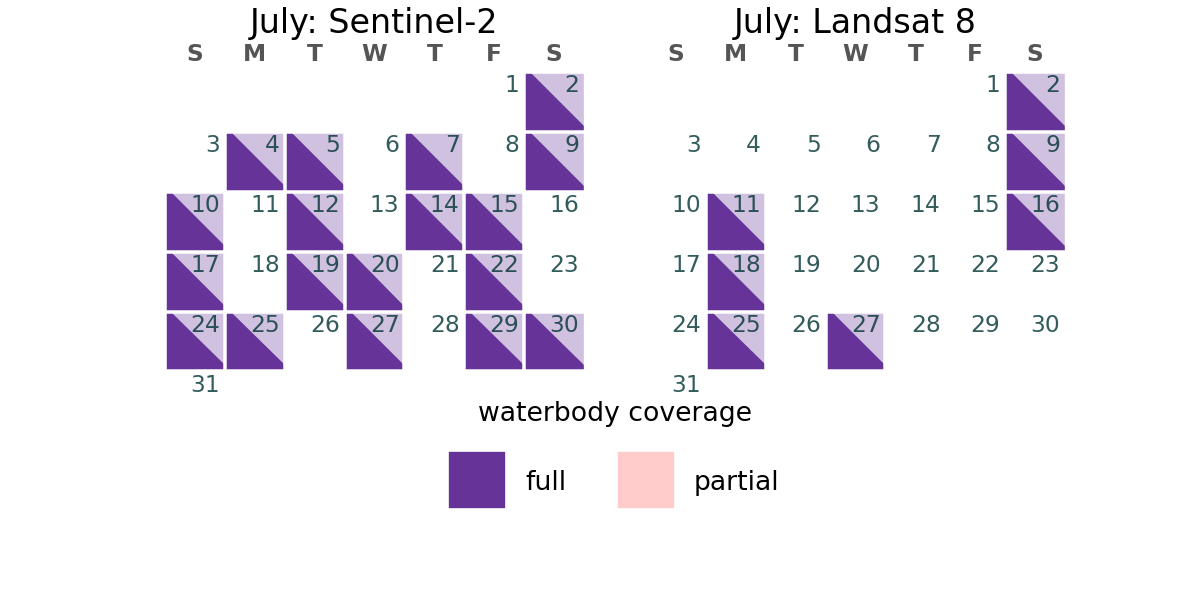 July: Sentinel-2
S M T W T F S
1 2
3 4 5 6 7 8 9
10 11 12 13 14 15 16
17 18 19 20 21 22 23
24 25 26 27 28 29 30
31
July: Landsat 8
S M T W T F S
1 2
3 4 5 6 7 8 9
10 11 12 13 14 15 16
17 18 19 20 21 22 23
24 25 26 27 28 29 30
31
waterbody coverage
full
partial